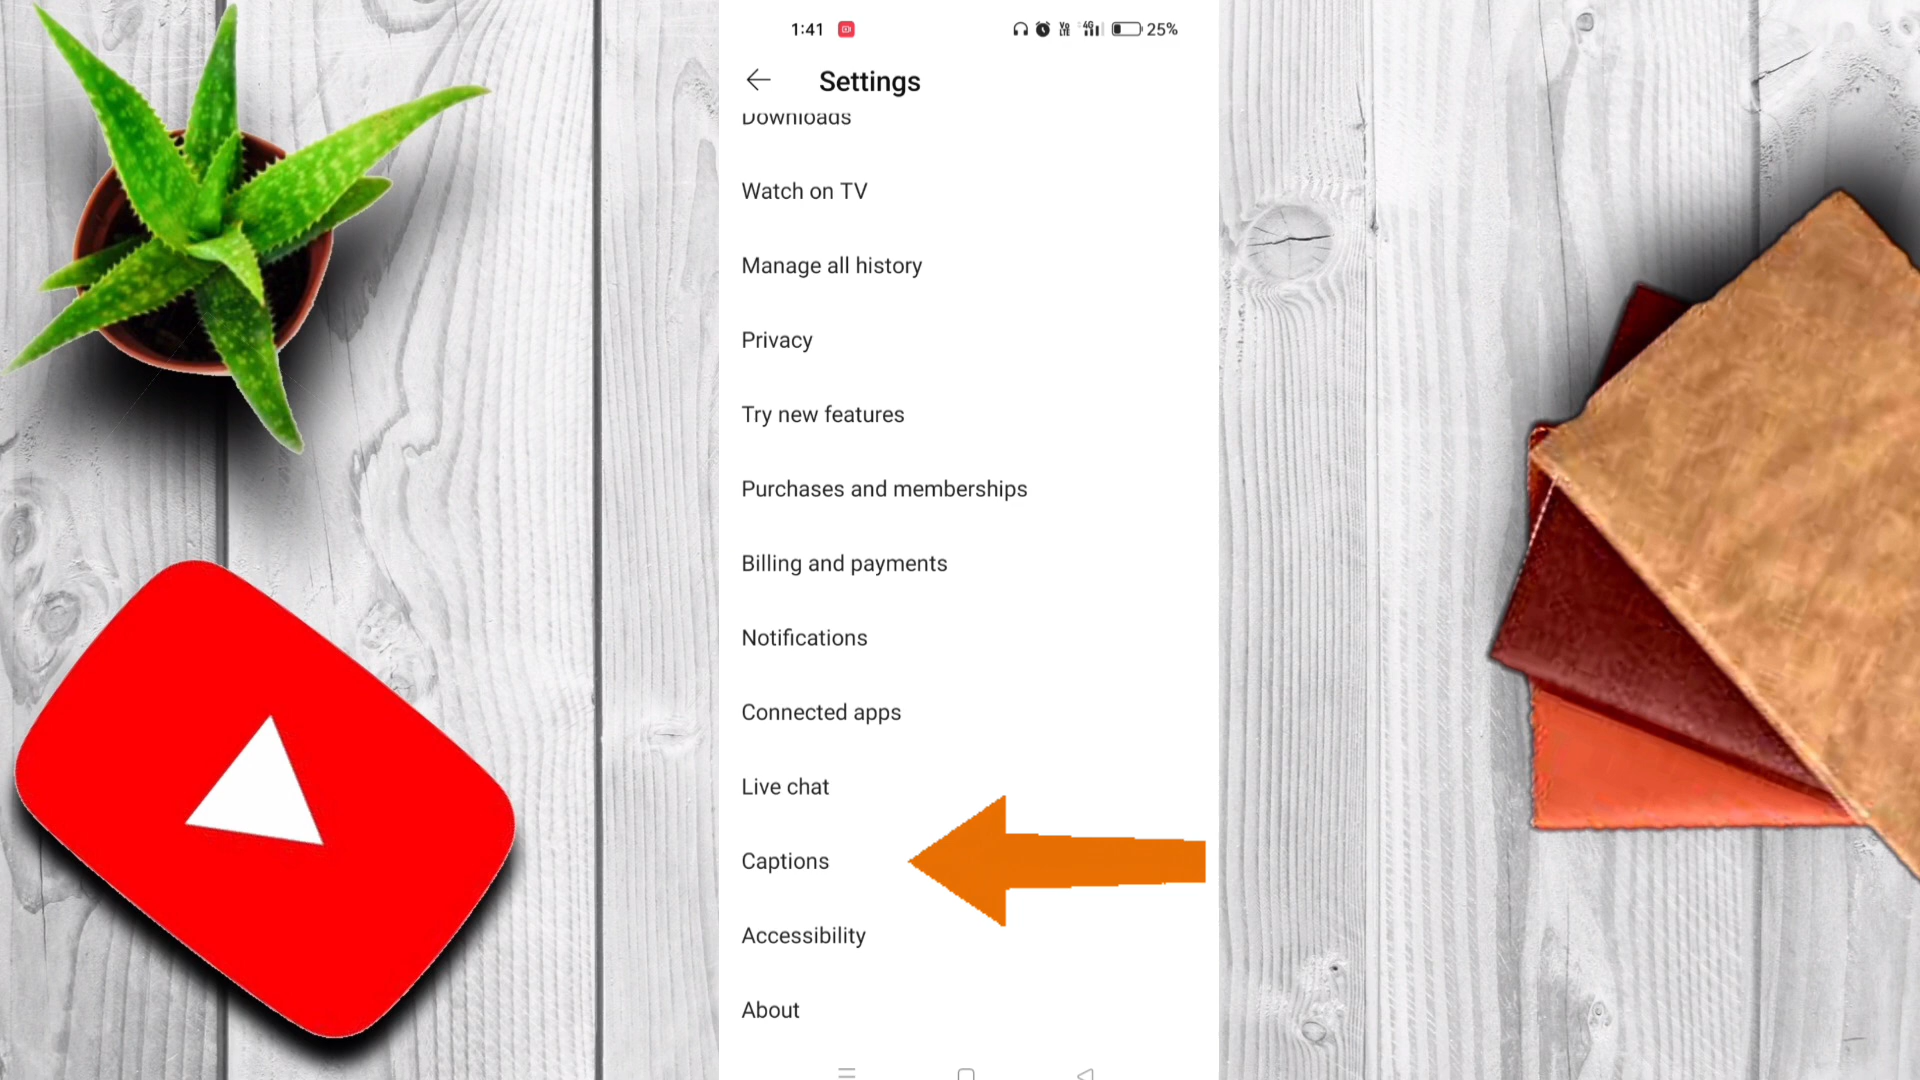 1:41 25%
Settings
Downloads
Watch on TV
Manage all history
Privacy
Try new features
Purchases and memberships
Billing and payments
Notifications
Connected apps
Live chat
Captions
Accessibility
About